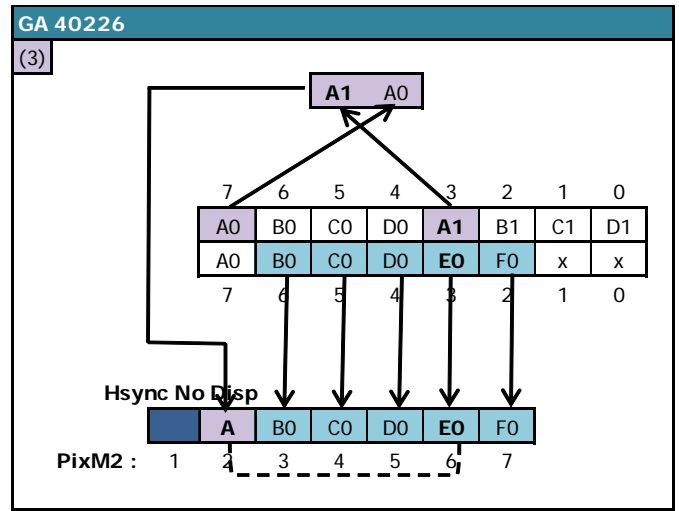 GA 40226
(3)
A1 A0
7 6 5 4 3 2 1 0
A0 B0 C0 D0 A1 B1 C1 D1
A0 B0 C0 D0 E0 F0 x x
7 6 5 4 3 2 1 0
Hsync No Disp
A B0 C0 D0 E0 F0
PixM2 : 1 2 3 4 5 6 7